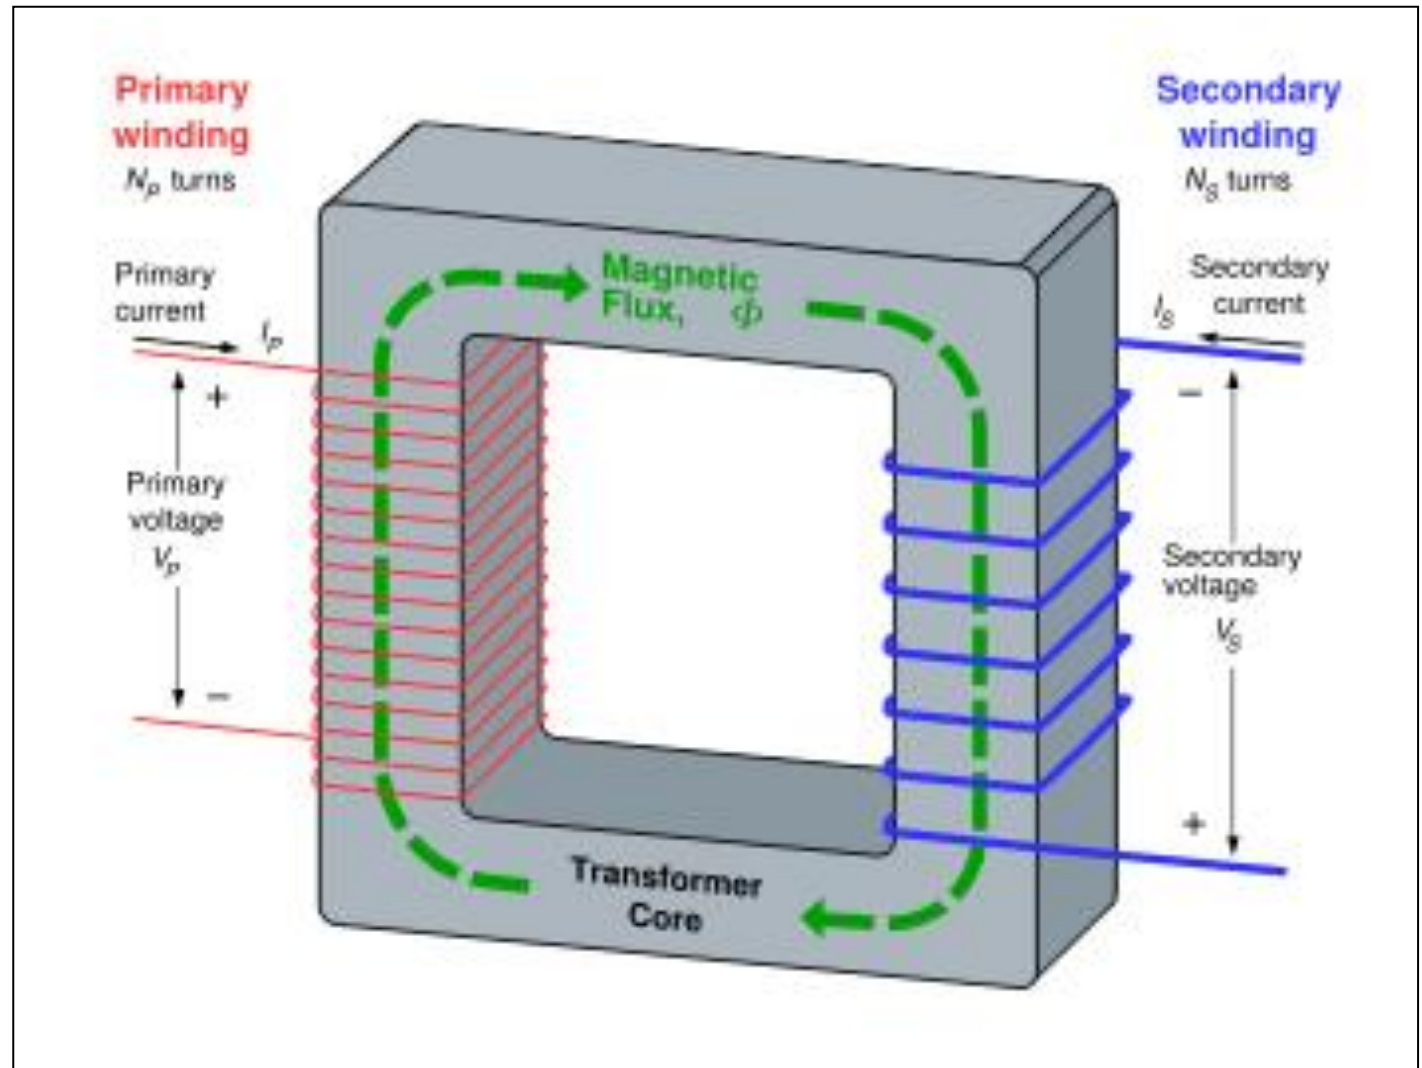 Primary
winding
Np turns
Primary
current
Ip
+
Primary
voltage
Vp
–
Magnetic
Flux, Φ
Transformer
Core
Secondary
winding
NS turns
Secondary
current
IS
–
Secondary
voltage
VS
+